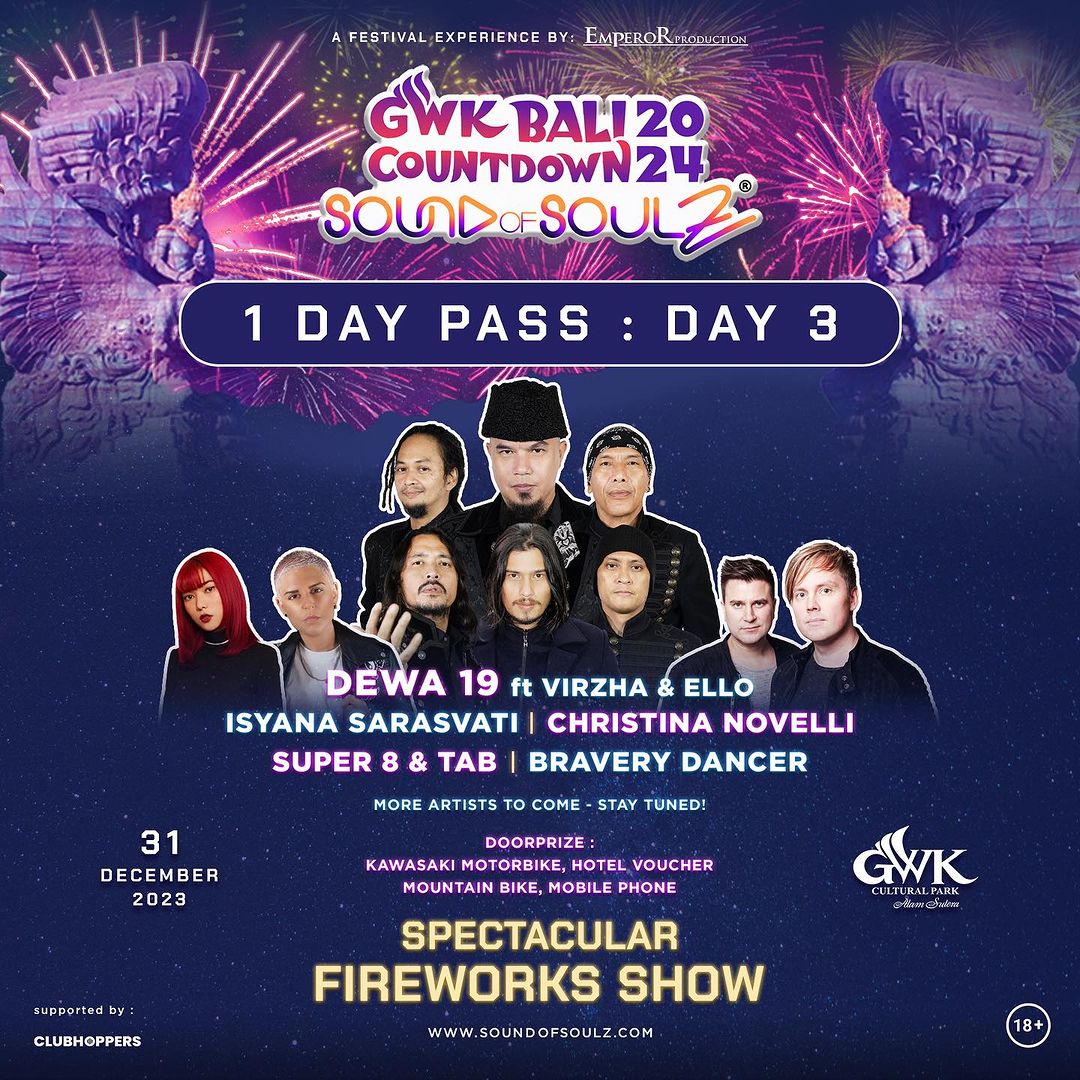 A FESTIVAL EXPERIENCE BY: EMPEROR PRODUCTION
GWK BALI 20
COUNTDOWN 24
SOUND OF SOULZ ®
1 DAY PASS : DAY 3
DEWA 19 ft VIRZHA & ELLO
ISYANA SARASVATI | CHRISTINA NOVELLI
SUPER 8 & TAB | BRAVERY DANCER
MORE ARTISTS TO COME - STAY TUNED!
31
DECEMBER
2023
DOORPRIZE :
KAWASAKI MOTORBIKE, HOTEL VOUCHER
MOUNTAIN BIKE, MOBILE PHONE
GWK
CULTURAL PARK
Alam Sutera
SPECTACULAR
FIREWORKS SHOW
supported by :
CLUBHOPPERS
WWW.SOUNDOFSOULZ.COM
18+